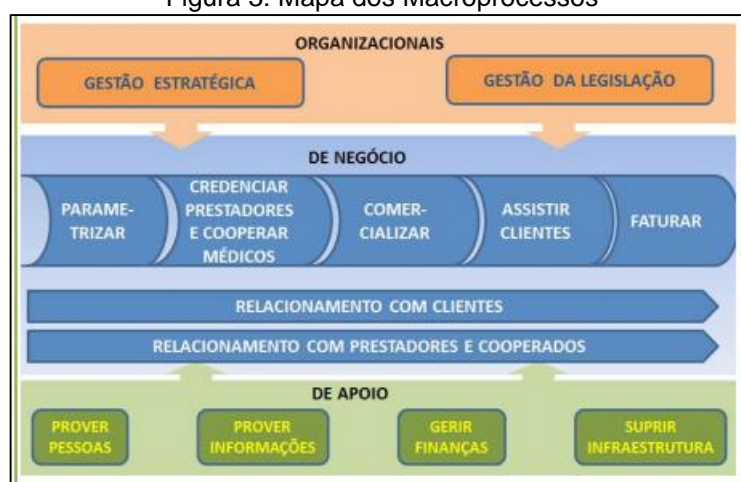 Figura 3: Mapa dos Macroprocessos
ORGANIZACIONAIS
GESTÃO ESTRATÉGICA
GESTÃO DA LEGISLAÇÃO
DE NEGÓCIO
PARAME-
TRIZAR
CREDENCIAR
PRESTADORES
E COOPERAR
MÉDICOS
COMER-
CIALIZAR
ASSISTIR
CLIENTES
FATURAR
RELACIONAMENTO COM CLIENTES
RELACIONAMENTO COM PRESTADORES E COOPERADOS
DE APOIO
PROVER
PESSOAS
PROVER
INFORMAÇÕES
GERIR
FINANÇAS
SUPRIR
INFRAESTRUTURA